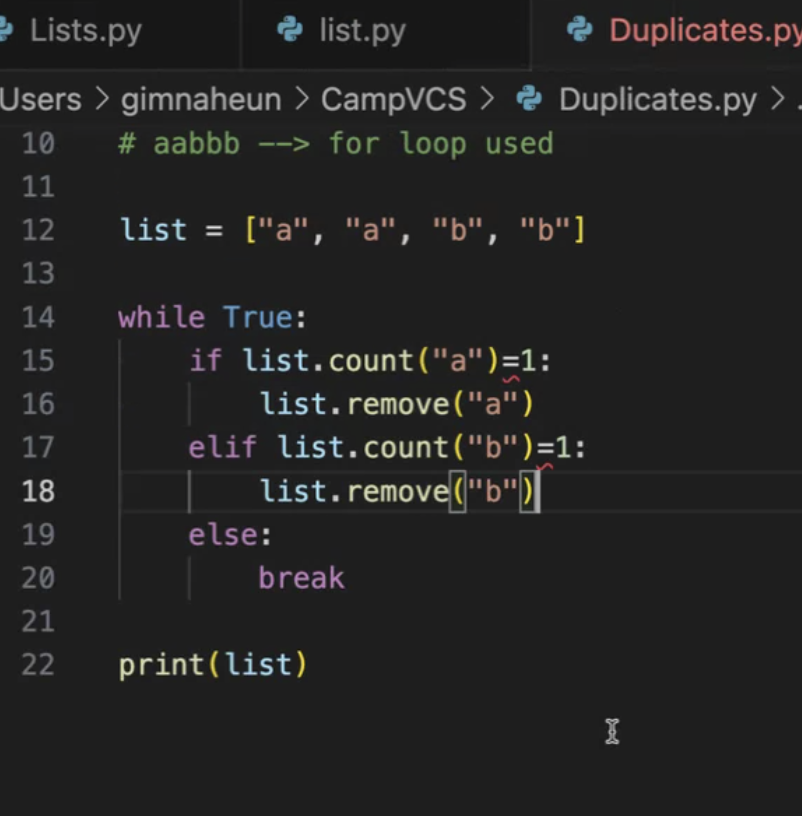 Lists.py list.py Duplicates.py
Users > gimnaheun > CampVCS > Duplicates.py > .
10 # aabbb --> for loop used
11
12 list = ["a", "a", "b", "b"]
13
14 while True:
15     if list.count("a")=1:
16         list.remove("a")
17     elif list.count("b")=1:
18         list.remove("b")
19     else:
20         break
21
22 print(list)